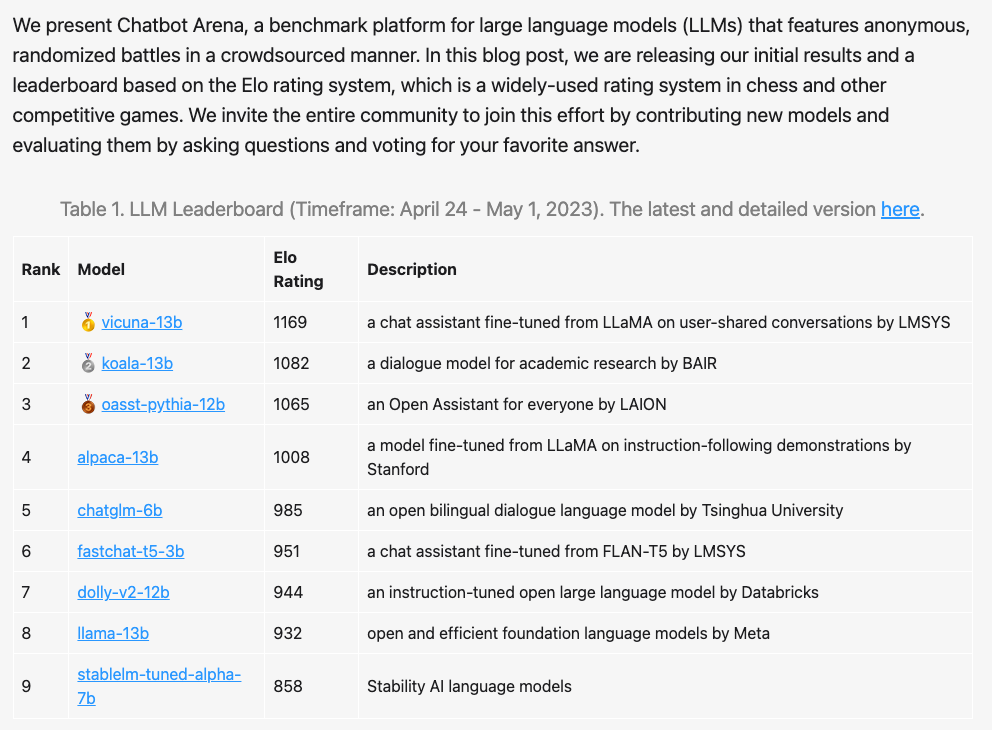 We present Chatbot Arena, a benchmark platform for large language models (LLMs) that features anonymous,
randomized battles in a crowdsourced manner. In this blog post, we are releasing our initial results and a
leaderboard based on the Elo rating system, which is a widely-used rating system in chess and other
competitive games. We invite the entire community to join this effort by contributing new models and
evaluating them by asking questions and voting for your favorite answer.
Table 1. LLM Leaderboard (Timeframe: April 24 - May 1, 2023). The latest and detailed version here.
Rank Model Elo Rating Description
1 🥇 vicuna-13b 1169 a chat assistant fine-tuned from LLaMA on user-shared conversations by LMSYS
2 🥈 koala-13b 1082 a dialogue model for academic research by BAIR
3 🥉 oasst-pythia-12b 1065 an Open Assistant for everyone by LAION
4 alpaca-13b 1008 a model fine-tuned from LLaMA on instruction-following demonstrations by
Stanford
5 chatglm-6b 985 an open bilingual dialogue language model by Tsinghua University
6 fastchat-t5-3b 951 a chat assistant fine-tuned from FLAN-T5 by LMSYS
7 dolly-v2-12b 944 an instruction-tuned open large language model by Databricks
8 llama-13b 932 open and efficient foundation language models by Meta
9 stablelm-tuned-alpha-7b 858 Stability AI language models